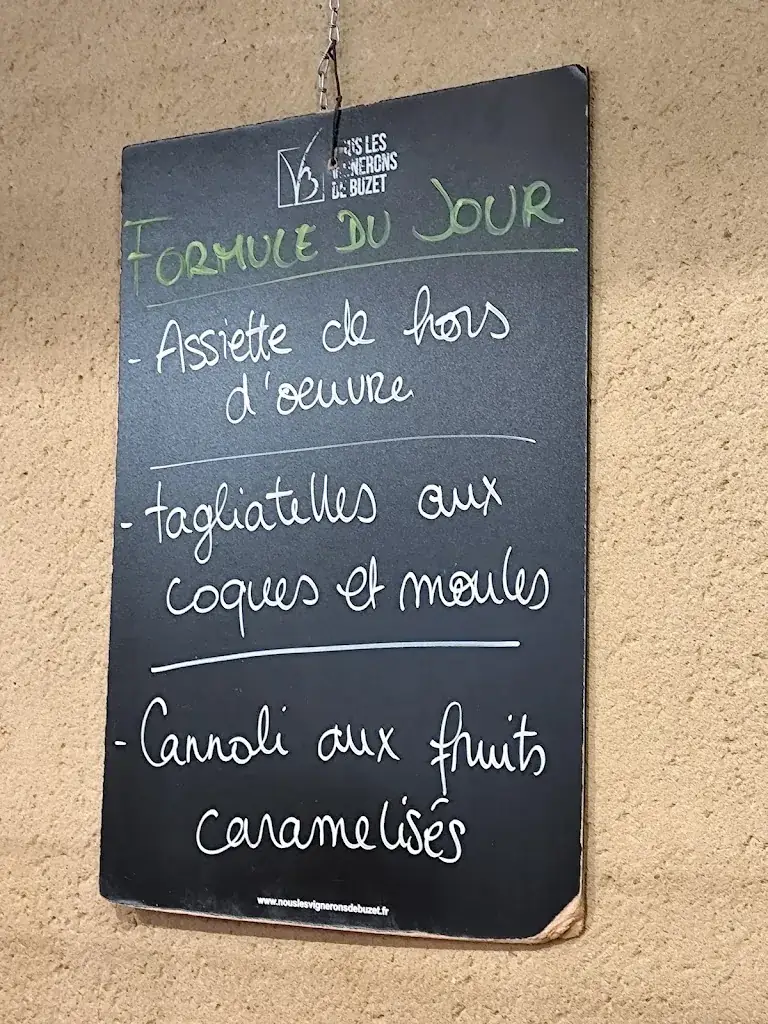 NOUS LES
VIGNERONS
DE BUZET
FORMULE DU JOUR
- Assiette de hors
d'oeuvre
- tagliatelles aux
coques et moules
- Cannoli aux fruits
caramelisés
www.nouslesvigneronsdebuzet.fr